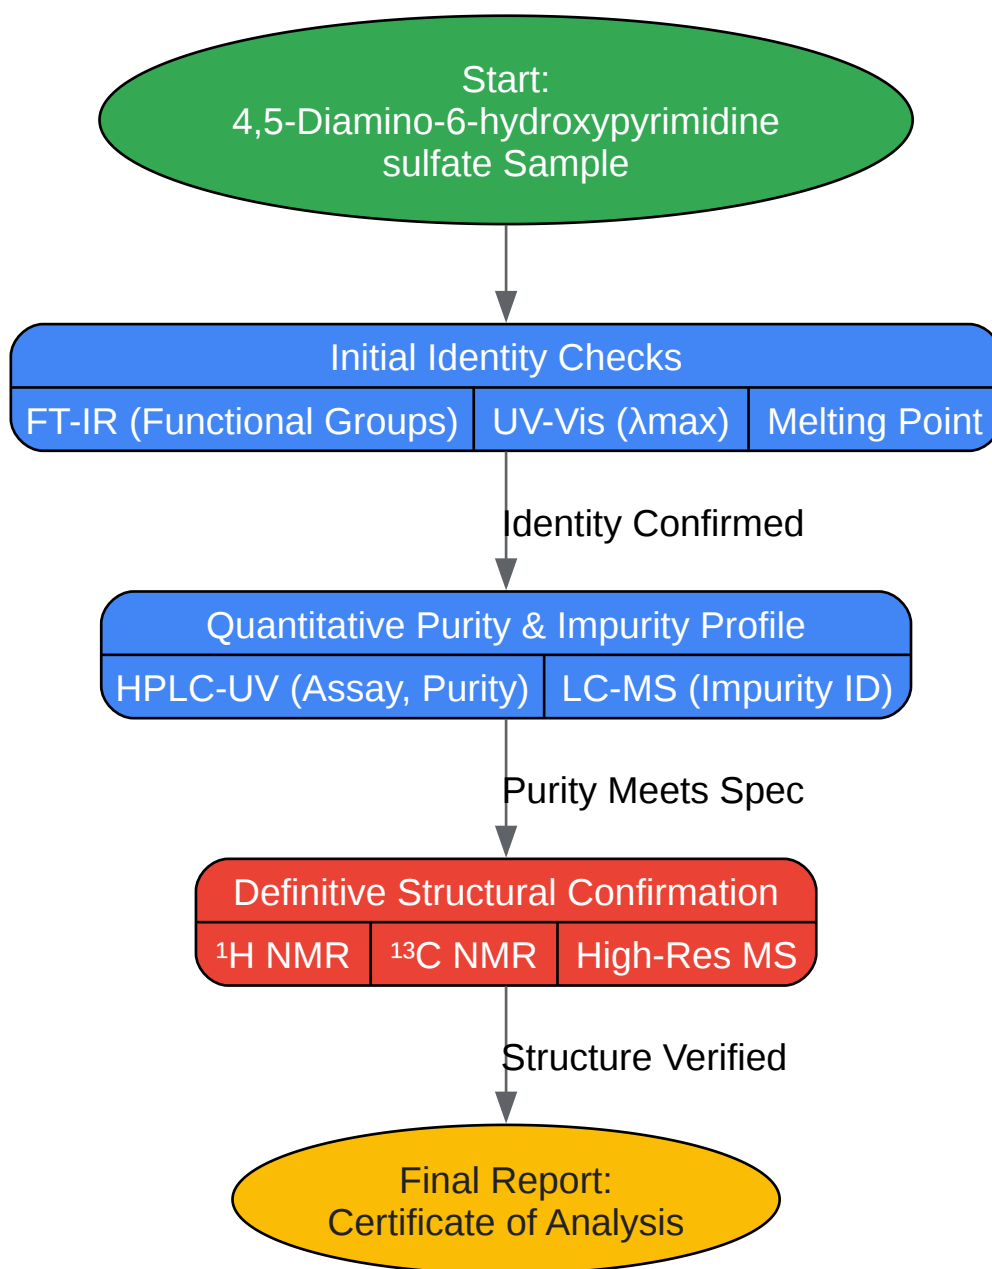 Start:
4,5-Diamino-6-hydroxypyrimidine
sulfate Sample
Initial Identity Checks
FT-IR (Functional Groups) UV-Vis (λmax) Melting Point
Identity Confirmed
Quantitative Purity & Impurity Profile
HPLC-UV (Assay, Purity) LC-MS (Impurity ID)
Purity Meets Spec
Definitive Structural Confirmation
¹H NMR ¹³C NMR High-Res MS
Structure Verified
Final Report:
Certificate of Analysis